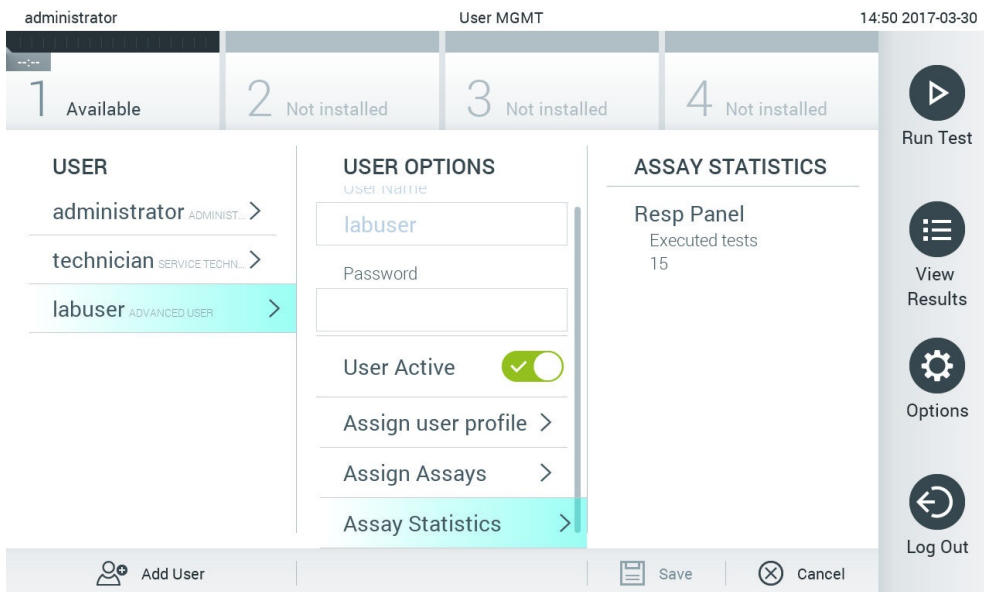 administrator
User MGMT
14:50 2017-03-30
--:--
1 Available
2 Not installed
3 Not installed
4 Not installed
Run Test
View
Results
Options
Log Out
USER
administrator ADMINIST...
technician SERVICE TECHN...
labuser ADVANCED USER
USER OPTIONS
User Name
labuser
Password
User Active
Assign user profile
Assign Assays
Assay Statistics
ASSAY STATISTICS
Resp Panel
Executed tests
15
Add User
Save
Cancel